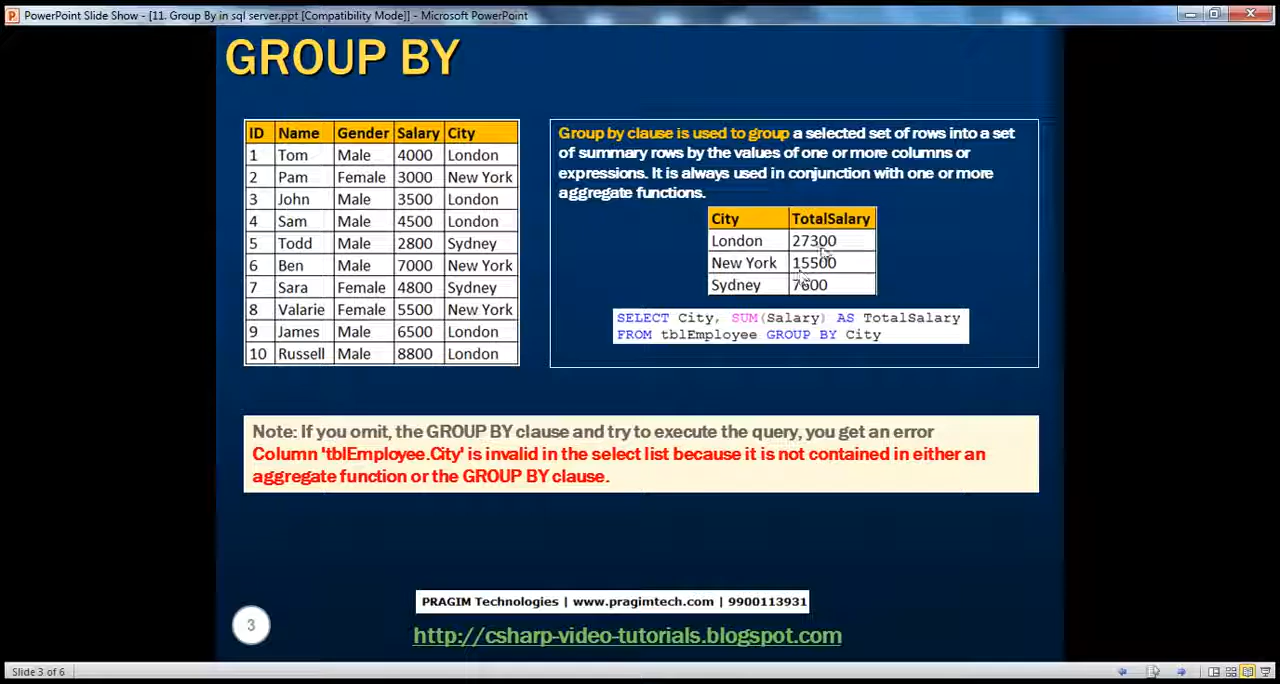 PowerPoint Slide Show - [11. Group By in sql server.ppt [Compatibility Mode]] - Microsoft PowerPoint
GROUP BY
ID Name Gender Salary City
1 Tom Male 4000 London
2 Pam Female 3000 New York
3 John Male 3500 London
4 Sam Male 4500 London
5 Todd Male 2800 Sydney
6 Ben Male 7000 New York
7 Sara Female 4800 Sydney
8 Valarie Female 5500 New York
9 James Male 6500 London
10 Russell Male 8800 London
Group by clause is used to group a selected set of rows into a set
of summary rows by the values of one or more columns or
expressions. It is always used in conjunction with one or more
aggregate functions.
City TotalSalary
London 27300
New York 15500
Sydney 7600
SELECT City, SUM(Salary) AS TotalSalary
FROM tblEmployee GROUP BY City
Note: If you omit, the GROUP BY clause and try to execute the query, you get an error
Column 'tblEmployee.City' is invalid in the select list because it is not contained in either an
aggregate function or the GROUP BY clause.
PRAGIM Technologies | www.pragimtech.com | 9900113931
3
http://csharp-video-tutorials.blogspot.com
Slide 3 of 6